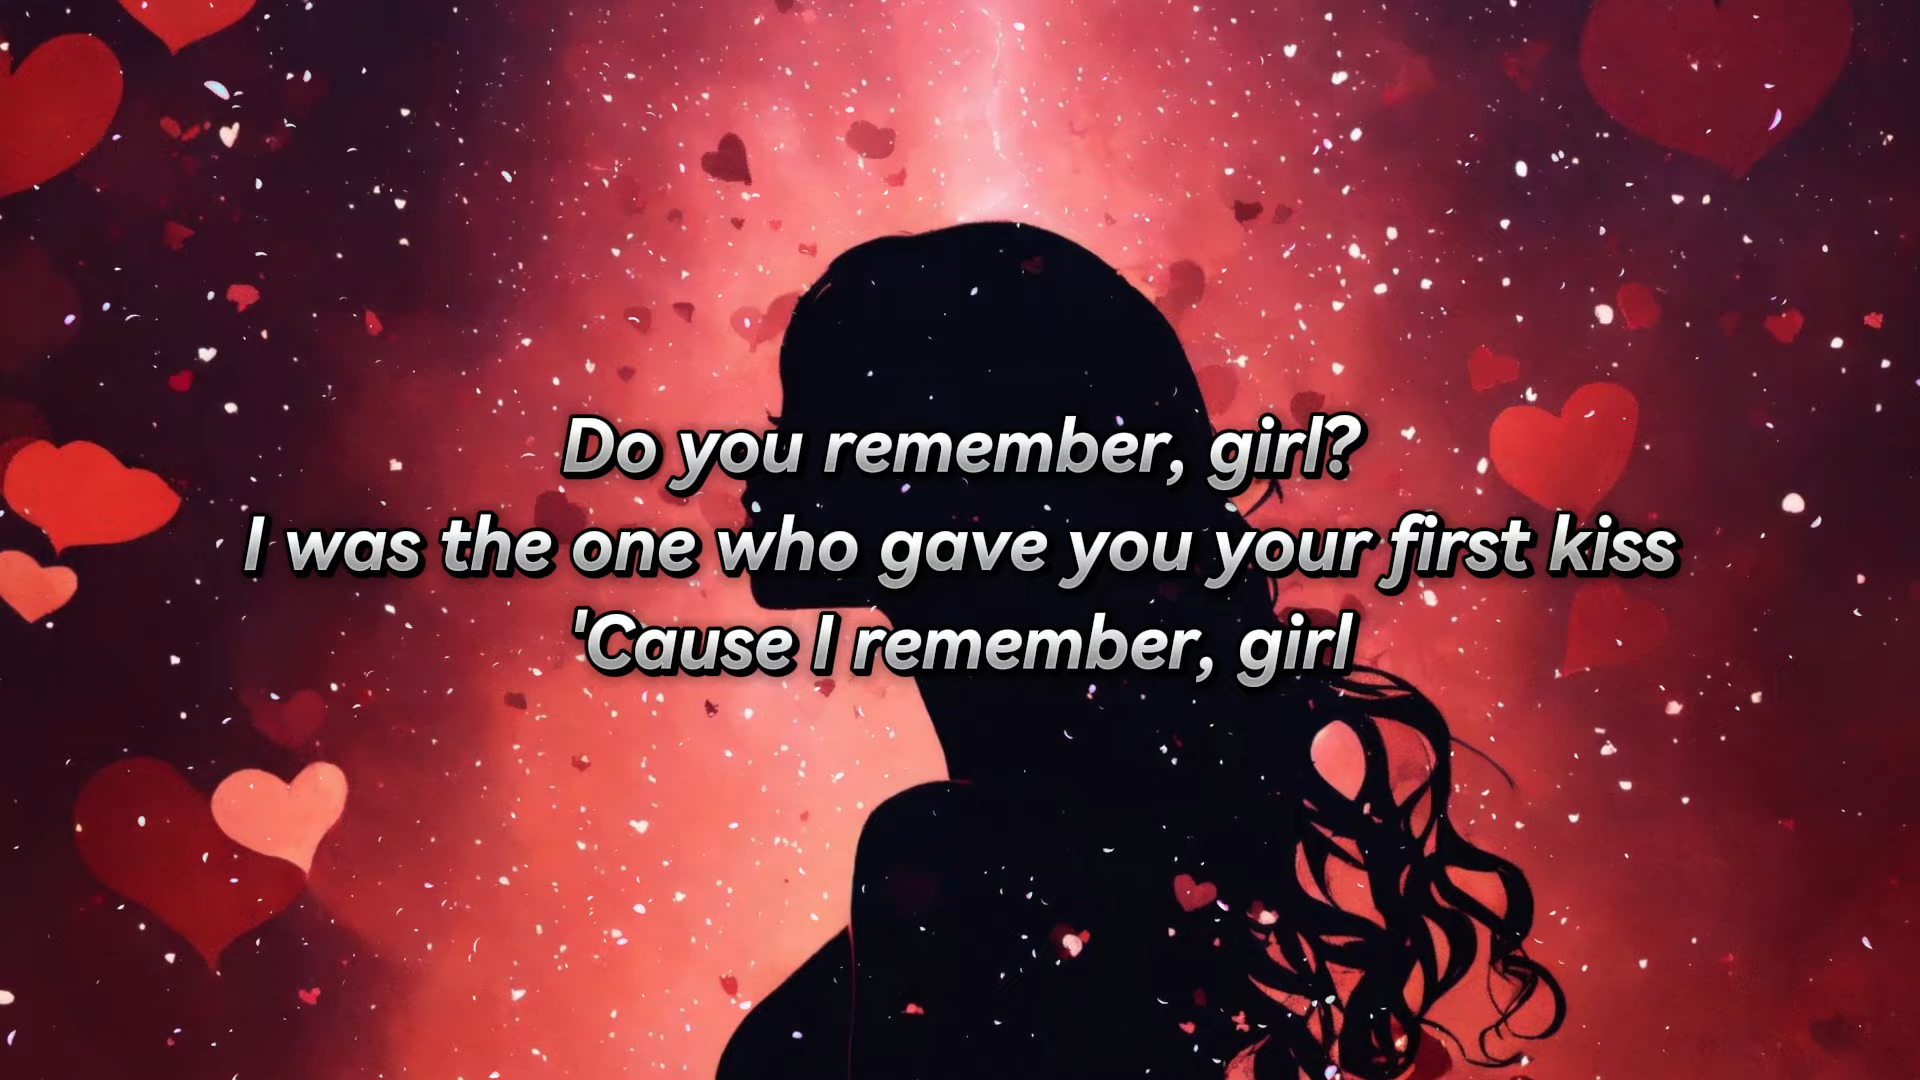 Do you remember, girl?
I was the one who gave you your first kiss
'Cause I remember, girl